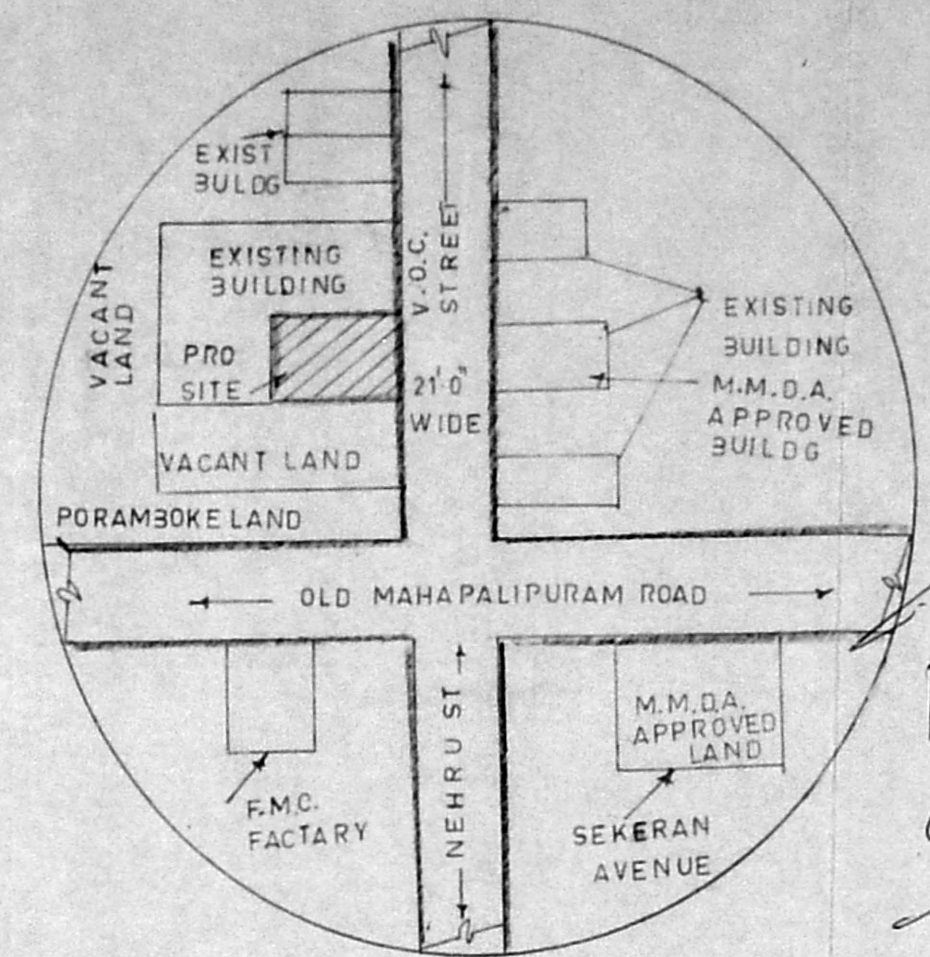 EXIST
BULDG
VACANT
LAND
EXISTING
BUILDING
PRO
SITE
V.O.C.
STREET
21'0"
WIDE
EXISTING
BUILDING
M.M.D.A.
APPROVED
BUILDG
VACANT LAND
PORAMBOKE LAND
OLD MAHAPALIPURAM ROAD
NEHRU ST
F.M.C.
FACTARY
M.M.D.A.
APPROVED
LAND
SEKERAN
AVENUE